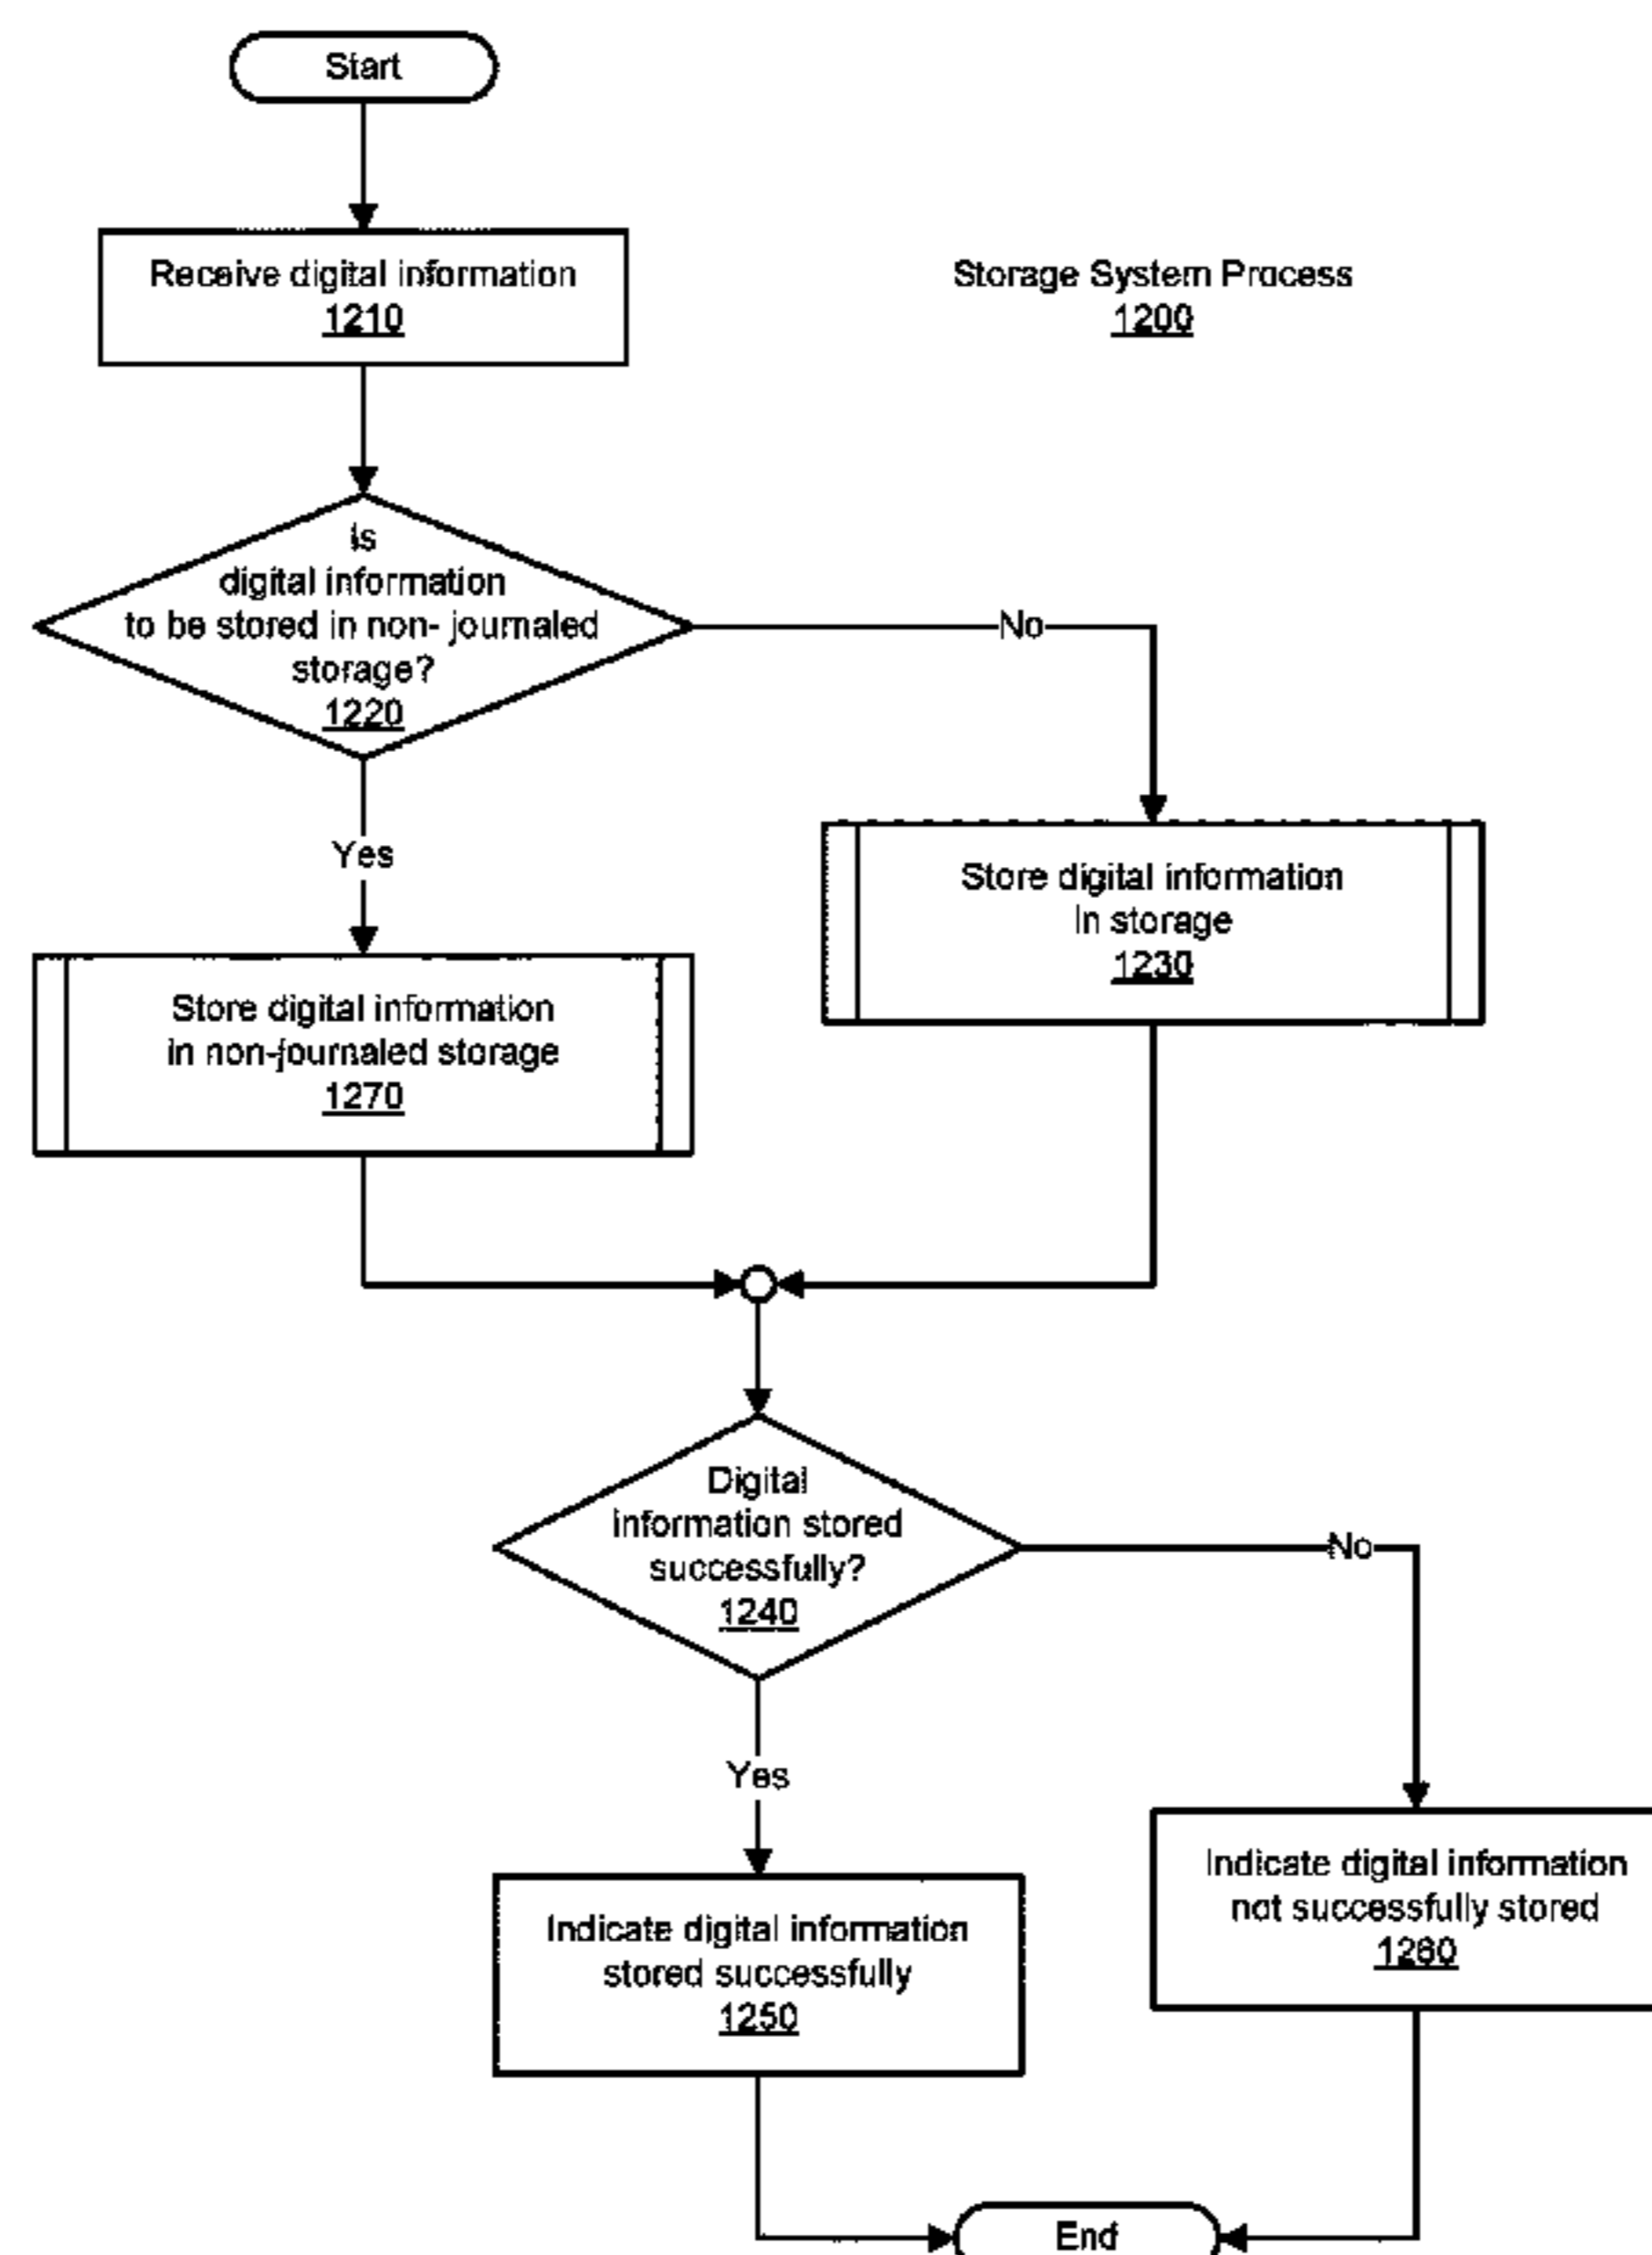 Start
Receive digital information
1210
Storage System Process
1200
Is
digital information
to be stored in non- journaled
storage?
1220
No
Yes
Store digital information
in storage
1230
Store digital information
in non-journaled storage
1270
Digital
information stored
successfully?
1240
No
Yes
Indicate digital information
not successfully stored
1260
Indicate digital information
stored successfully
1250
End